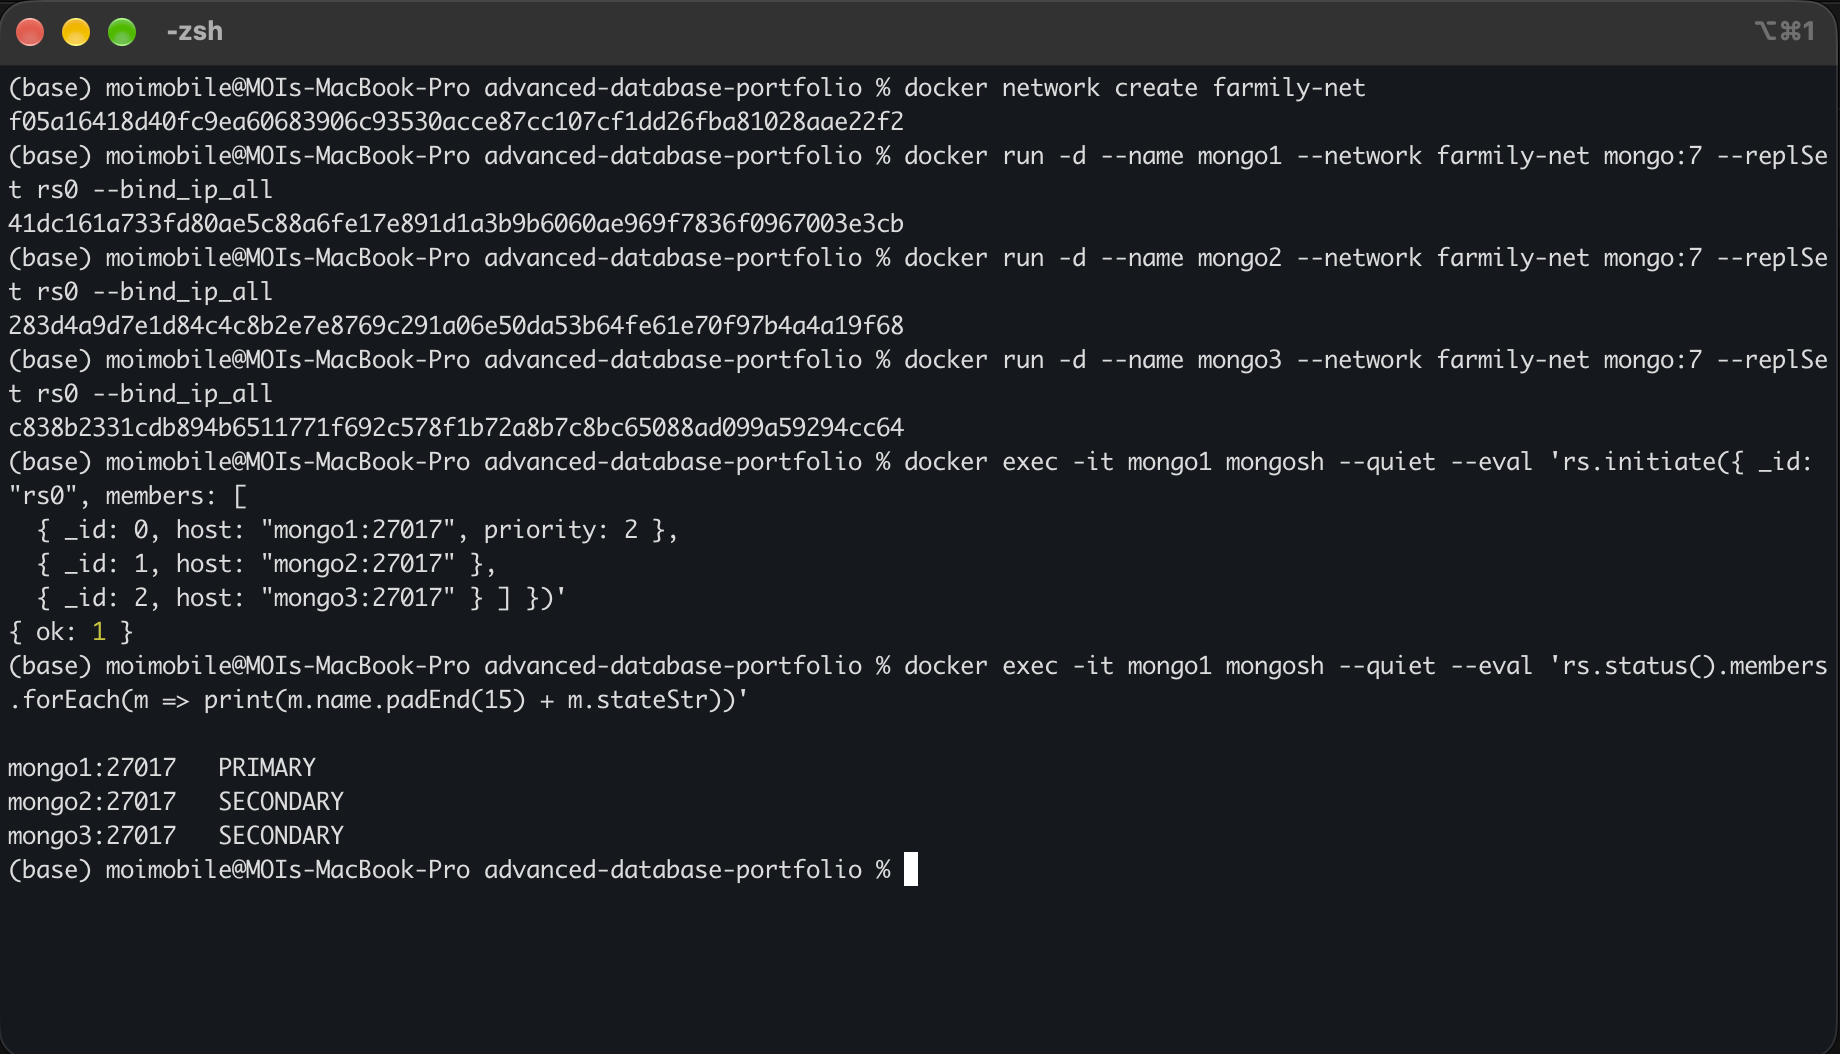 -zsh
⌥⌘1
(base) moimobile@MOIs-MacBook-Pro advanced-database-portfolio % docker network create farmily-net
f05a16418d40fc9ea60683906c93530acce87cc107cf1dd26fba81028aae22f2
(base) moimobile@MOIs-MacBook-Pro advanced-database-portfolio % docker run -d --name mongo1 --network farmily-net mongo:7 --replSe
t rs0 --bind_ip_all
41dc161a733fd80ae5c88a6fe17e891d1a3b9b6060ae969f7836f0967003e3cb
(base) moimobile@MOIs-MacBook-Pro advanced-database-portfolio % docker run -d --name mongo2 --network farmily-net mongo:7 --replSe
t rs0 --bind_ip_all
283d4a9d7e1d84c4c8b2e7e8769c291a06e50da53b64fe61e70f97b4a4a19f68
(base) moimobile@MOIs-MacBook-Pro advanced-database-portfolio % docker run -d --name mongo3 --network farmily-net mongo:7 --replSe
t rs0 --bind_ip_all
c838b2331cdb894b6511771f692c578f1b72a8b7c8bc65088ad099a59294cc64
(base) moimobile@MOIs-MacBook-Pro advanced-database-portfolio % docker exec -it mongo1 mongosh --quiet --eval 'rs.initiate({ _id:
"rs0", members: [
  { _id: 0, host: "mongo1:27017", priority: 2 },
  { _id: 1, host: "mongo2:27017" },
  { _id: 2, host: "mongo3:27017" } ] })'
{ ok: 1 }
(base) moimobile@MOIs-MacBook-Pro advanced-database-portfolio % docker exec -it mongo1 mongosh --quiet --eval 'rs.status().members
.forEach(m => print(m.name.padEnd(15) + m.stateStr))'
mongo1:27017   PRIMARY
mongo2:27017   SECONDARY
mongo3:27017   SECONDARY
(base) moimobile@MOIs-MacBook-Pro advanced-database-portfolio %